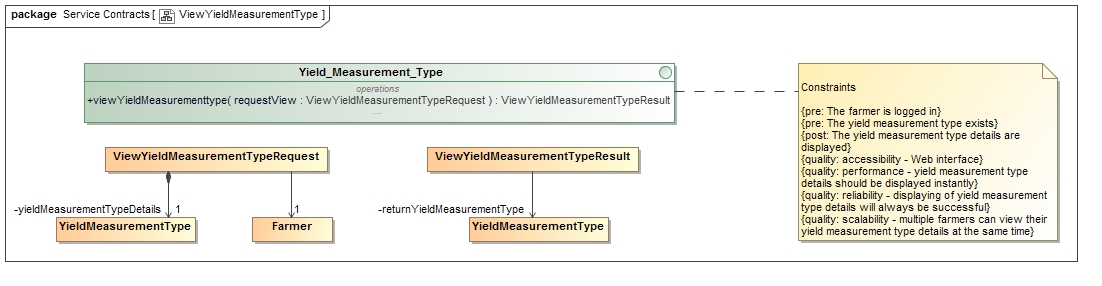 package Service Contracts [ ViewYieldMeasurementType ]
Yield_Measurement_Type
operations
+viewYieldMeasurementtype( requestView : ViewYieldMeasurementTypeRequest ) : ViewYieldMeasurementTypeResult
...
Constraints
{pre: The farmer is logged in}
{pre: The yield measurement type exists}
{post: The yield measurement type details are
displayed}
{quality: accessibility - Web interface}
{quality: performance - yield measurement type
details should be displayed instantly}
{quality: reliability - displaying of yield measurement
type details will always be successful}
{quality: scalability - multiple farmers can view their
yield measurement type details at the same time}
ViewYieldMeasurementTypeRequest
ViewYieldMeasurementTypeResult
-yieldMeasurementTypeDetails 1
1
-returnYieldMeasurementType
YieldMeasurementType
Farmer
YieldMeasurementType